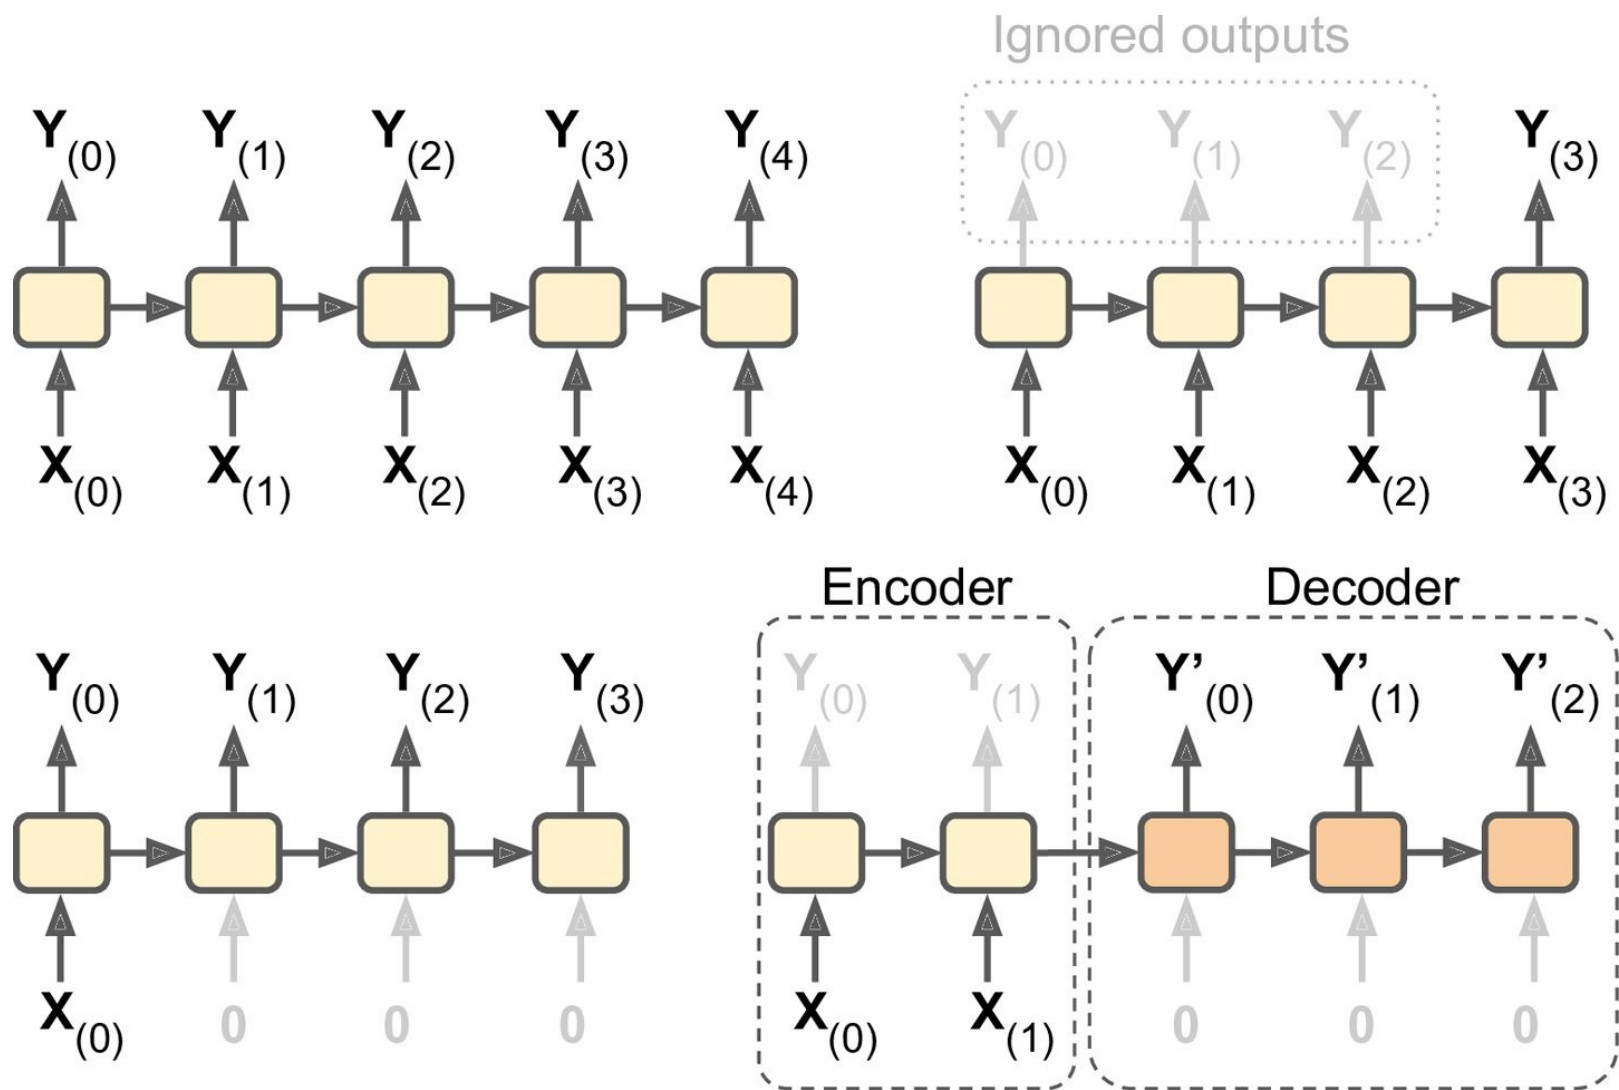 Ignored outputs
Y(0) Y(1) Y(2) Y(3) Y(4)
Y(0) Y(1) Y(2) Y(3)
X(0) X(1) X(2) X(3) X(4)
X(0) X(1) X(2) X(3)
Encoder Decoder
Y(0) Y(1) Y(2) Y(3)
Y(0) Y(1) Y’(0) Y’(1) Y’(2)
X(0) 0 0 0
X(0) X(1) 0 0 0